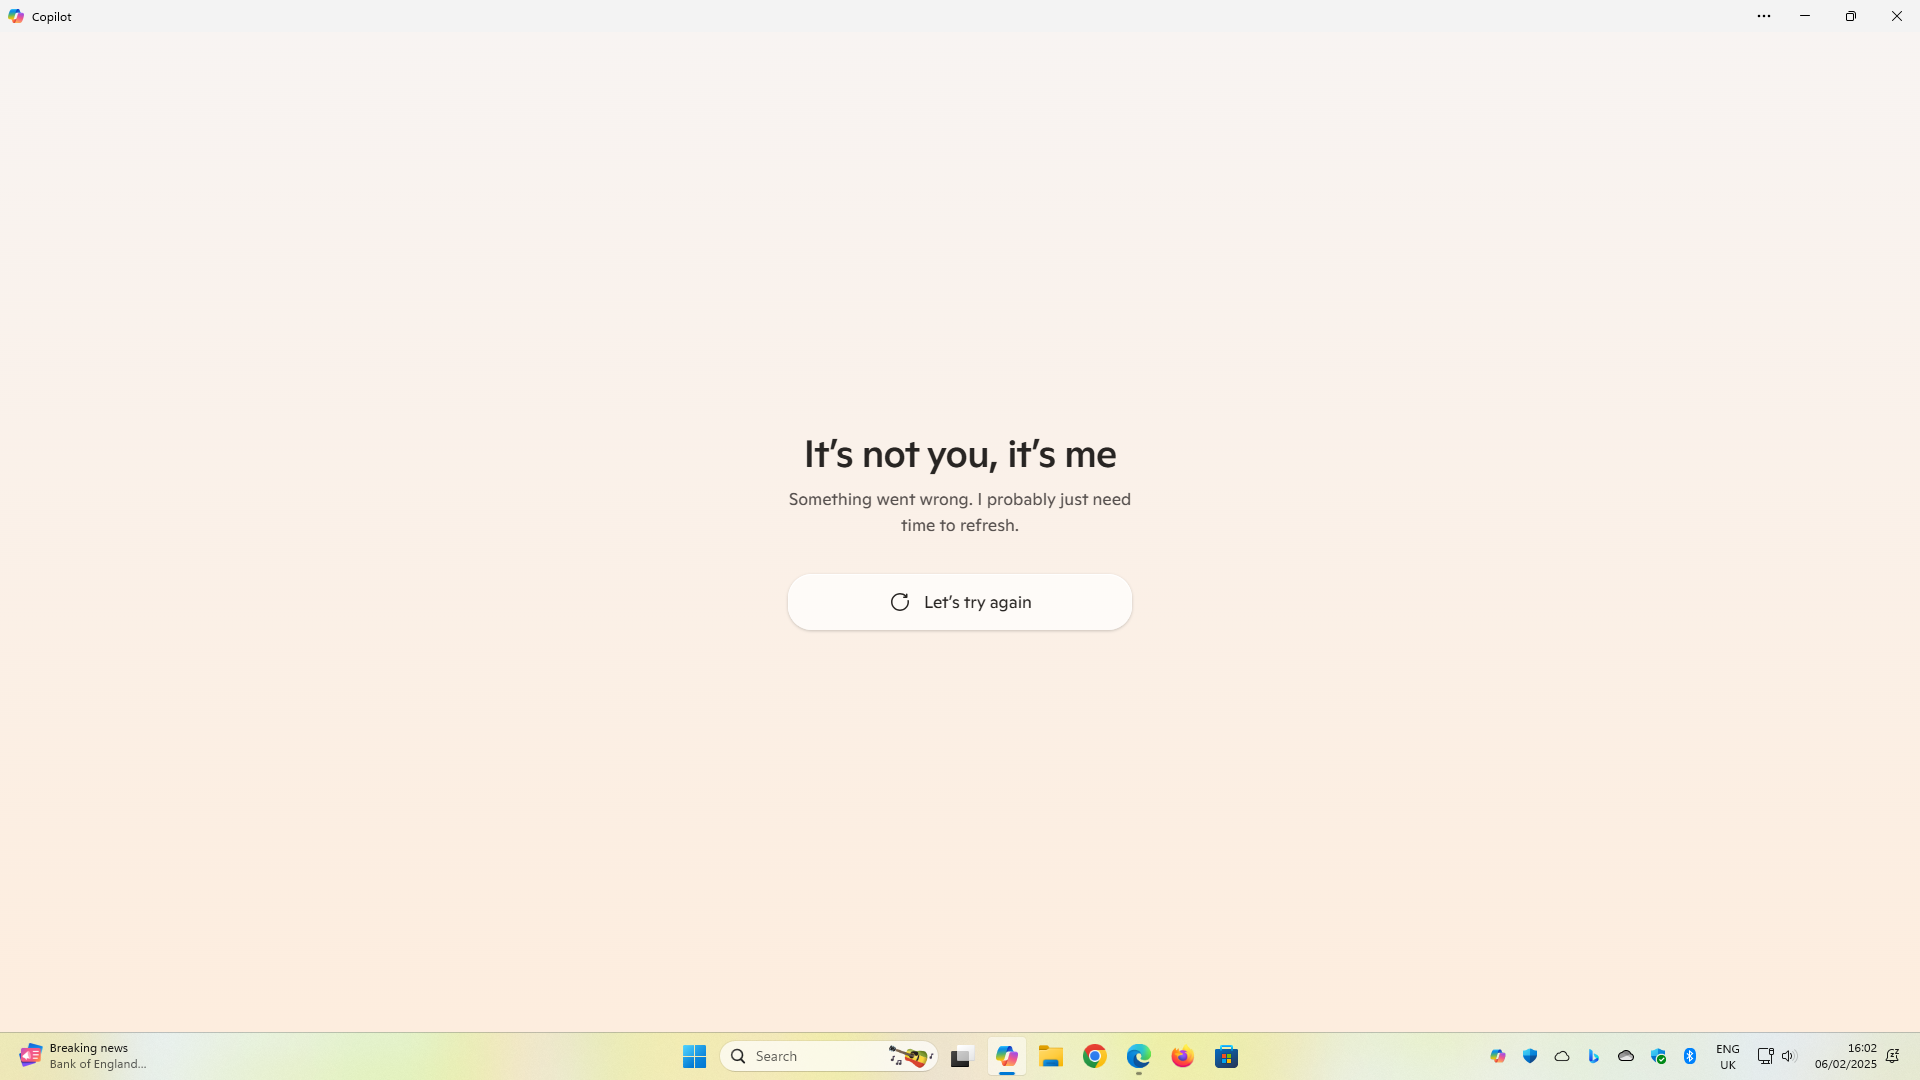 Copilot
It's not you, it's me
Something went wrong. I probably just need
time to refresh.
Let's try again
Breaking news
Bank of England...
Search
ENG
UK
16:02
06/02/2025